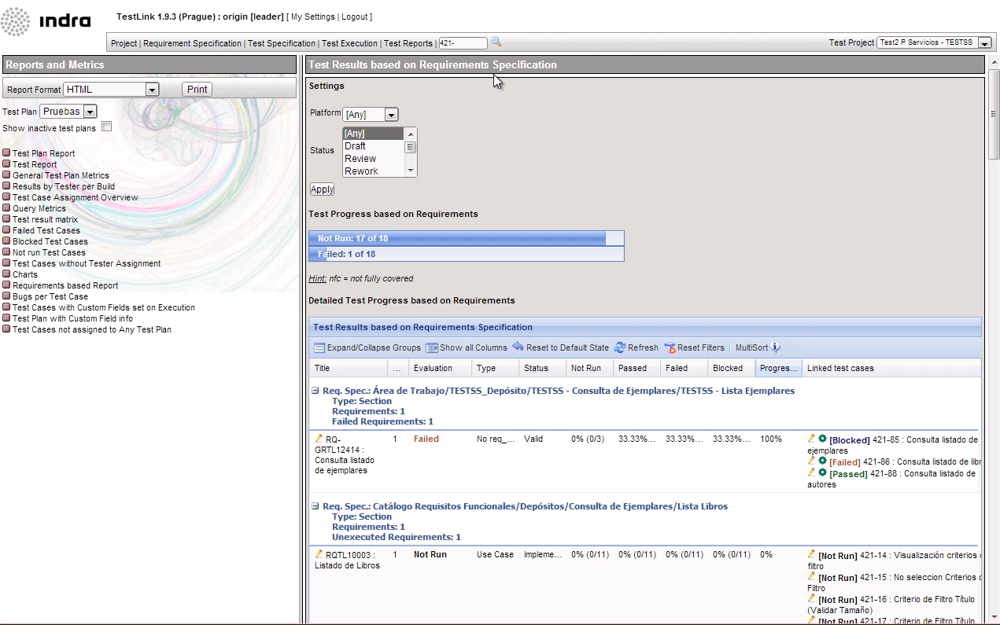 indra
TestLink 1.9.3 (Prague) : origin [leader] [ My Settings | Logout ]
Project | Requirement Specification | Test Specification | Test Execution | Test Reports | 421-
Test Project Test2 P Servicios - TESTSS
Reports and Metrics
Report Format HTML Print
Test Plan Pruebas
Show inactive test plans
Test Plan Report
Test Report
General Test Plan Metrics
Results by Tester per Build
Test Case Assignment Overview
Query Metrics
Test result matrix
Failed Test Cases
Blocked Test Cases
Not run Test Cases
Test Cases without Tester Assignment
Charts
Requirements based Report
Bugs per Test Case
Test Cases with Custom Fields set on Execution
Test Plan with Custom Field info
Test Cases not assigned to Any Test Plan
Test Results based on Requirements Specification
Settings
Platform [Any]
Status
[Any]
Draft
Review
Rework
Apply
Test Progress based on Requirements
Not Run: 17 of 18
Failed: 1 of 18
Hint: nfc = not fully covered
Detailed Test Progress based on Requirements
Test Results based on Requirements Specification
Expand/Collapse Groups Show all Columns Reset to Default State Refresh Reset Filters MultiSort
Title ... Evaluation Type Status Not Run Passed Failed Blocked Progres... Linked test cases
Req. Spec.: Área de Trabajo/TESTSS_Depósito/TESTSS - Consulta de Ejemplares/TESTSS - Lista Ejemplares
Type: Section
Requirements: 1
Failed Requirements: 1
RQ-
GRTL12414 :
Consulta listado
de ejemplares
1 Failed No req_... Valid 0% (0/3) 33.33%... 33.33%... 33.33%... 100%
[Blocked] 421-85 : Consulta listado de
ejemplares
[Failed] 421-86 : Consulta listado de libr
[Passed] 421-88 : Consulta listado de
autores
Req. Spec.: Catálogo Requisitos Funcionales/Depósitos/Consulta de Ejemplares/Lista Libros
Type: Section
Requirements: 1
Unexecuted Requirements: 1
RQTL10003 :
Listado de Libros
1 Not Run Use Case Impleme... 0% (0/11) 0% (0/11) 0% (0/11) 0% (0/11) 0%
[Not Run] 421-14 : Visualización criterios
filtro
[Not Run] 421-15 : No seleccion Criterios
Filtro
[Not Run] 421-16 : Criterio de Filtro Título
(Validar Tamaño)
[Not Run] 421-17 : Criterio de Filtro Título